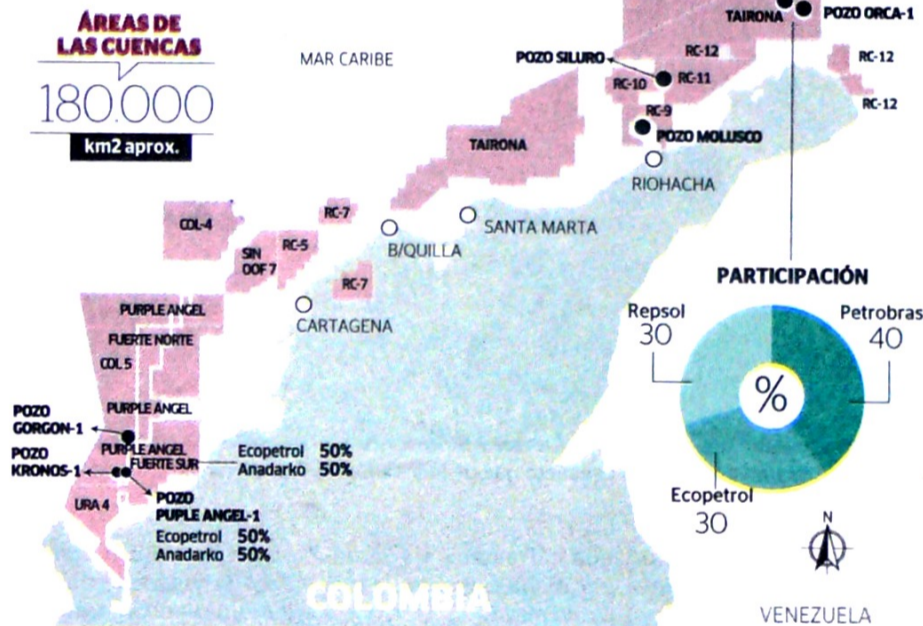 ÁREAS DE
LAS CUENCAS
180.000
km2 aprox.
MAR CARIBE
TAIRONA
POZO ORCA-1
POZO SILURO
RC-12
RC-12
RC-10
RC-11
RC-12
RC-9
POZO MOLUSCO
TAIRONA
RIOHACHA
COL-4
RC-7
SANTA MARTA
B/QUILLA
SIN
OOF 7
RC-5
RC-7
CARTAGENA
PURPLE ANGEL
FUERTE NORTE
COL 5
PURPLE ANGEL
POZO
GORGON-1
PURPLE ANGEL
FUERTE SUR
POZO
KRONOS-1
Ecopetrol 50%
Anadarko 50%
URA 4
POZO
PUPLE ANGEL-1
Ecopetrol 50%
Anadarko 50%
PARTICIPACIÓN
Repsol
30
Petrobras
40
%
Ecopetrol
30
N
COLOMBIA
VENEZUELA